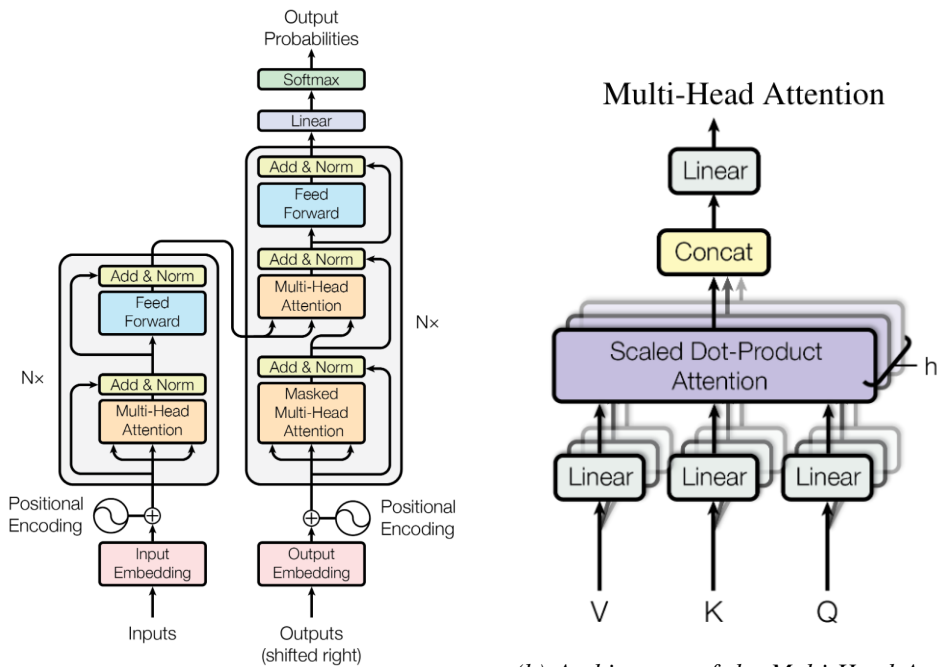 Output
Probabilities
Softmax
Linear
Add & Norm
Feed
Forward
Add & Norm
Multi-Head
Attention
Nx
Add & Norm
Masked
Multi-Head
Attention
Positional
Encoding
Output
Embedding
Outputs
(shifted right)
Add & Norm
Feed
Forward
Nx
Add & Norm
Multi-Head
Attention
Positional
Encoding
Input
Embedding
Inputs
Multi-Head Attention
Linear
Concat
Scaled Dot-Product
Attention
h
Linear
Linear
Linear
V
K
Q